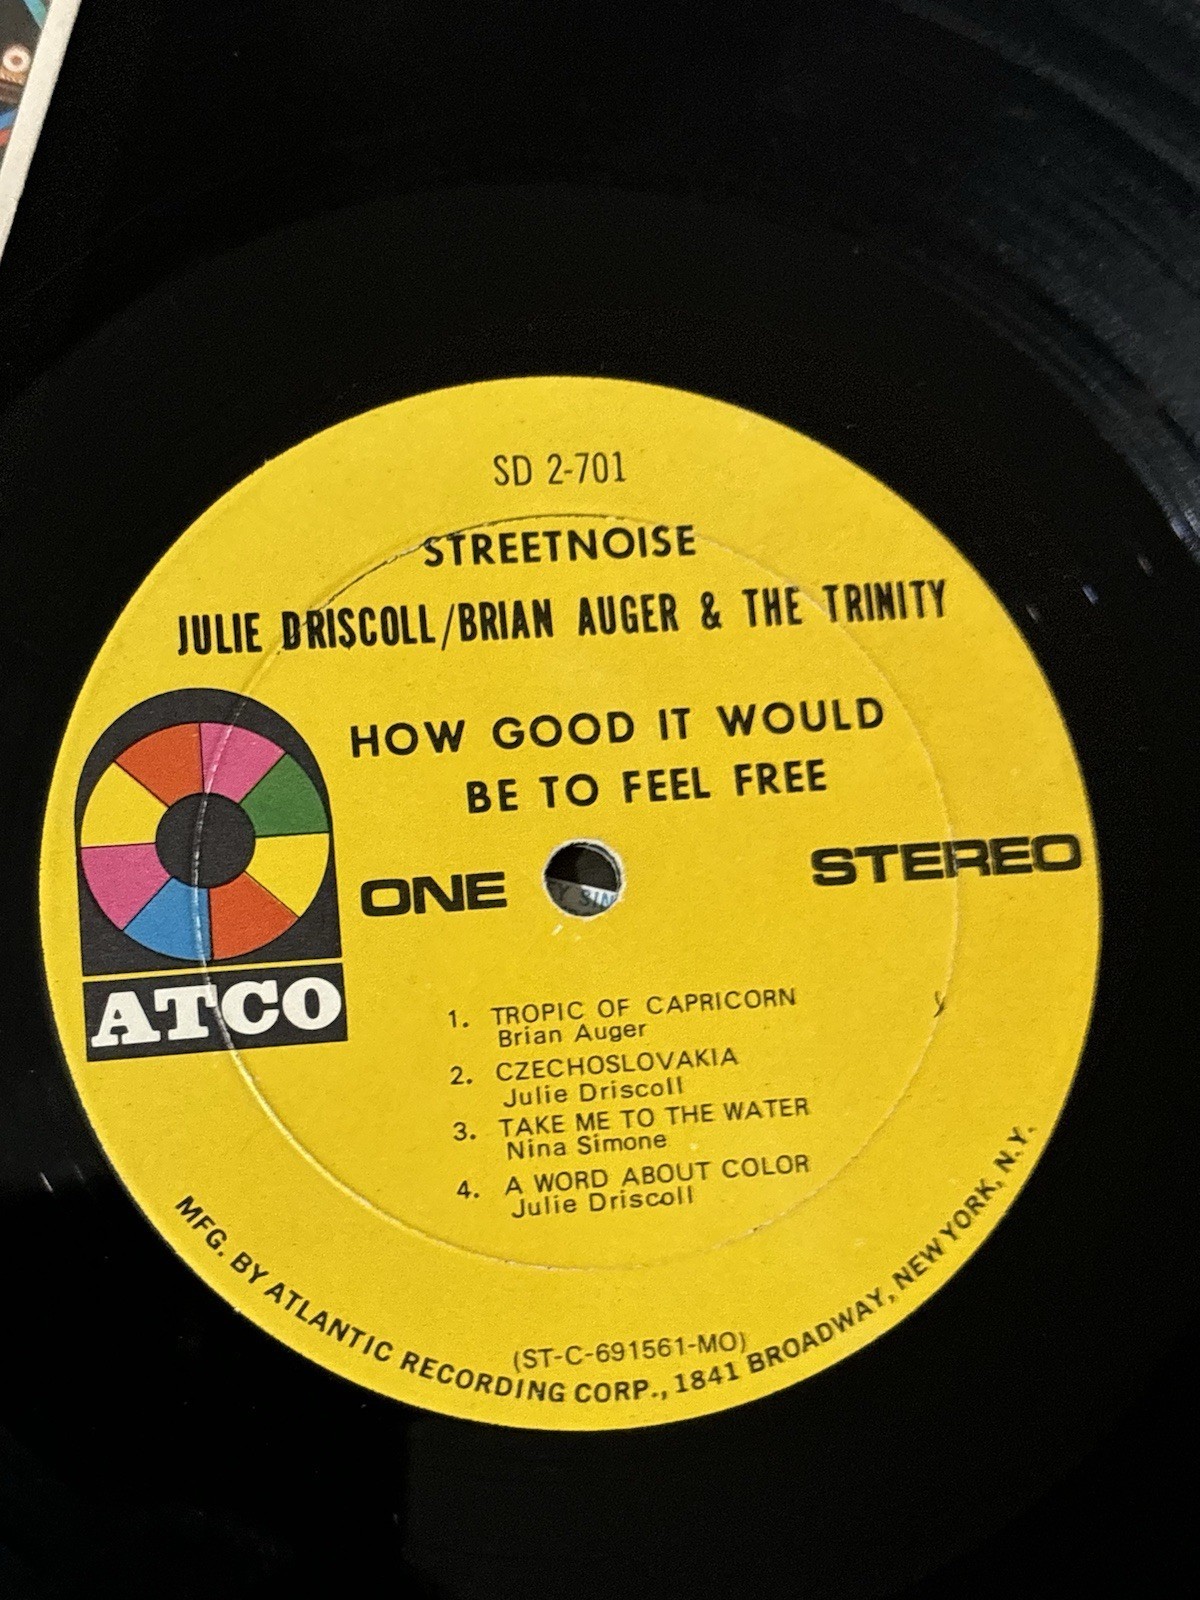 SD 2-701
STREETNOISE
JULIE DRISCOLL/BRIAN AUGER & THE TRINITY
HOW GOOD IT WOULD
BE TO FEEL FREE
ONE
STEREO
ATCO
1. TROPIC OF CAPRICORN
Brian Auger
2. CZECHOSLOVAKIA
Julie Driscoll
3. TAKE ME TO THE WATER
Nina Simone
4. A WORD ABOUT COLOR
Julie Driscoll
(ST-C-691561-MO)
MFG. BY ATLANTIC RECORDING CORP., 1841 BROADWAY, NEW YORK, N.Y.